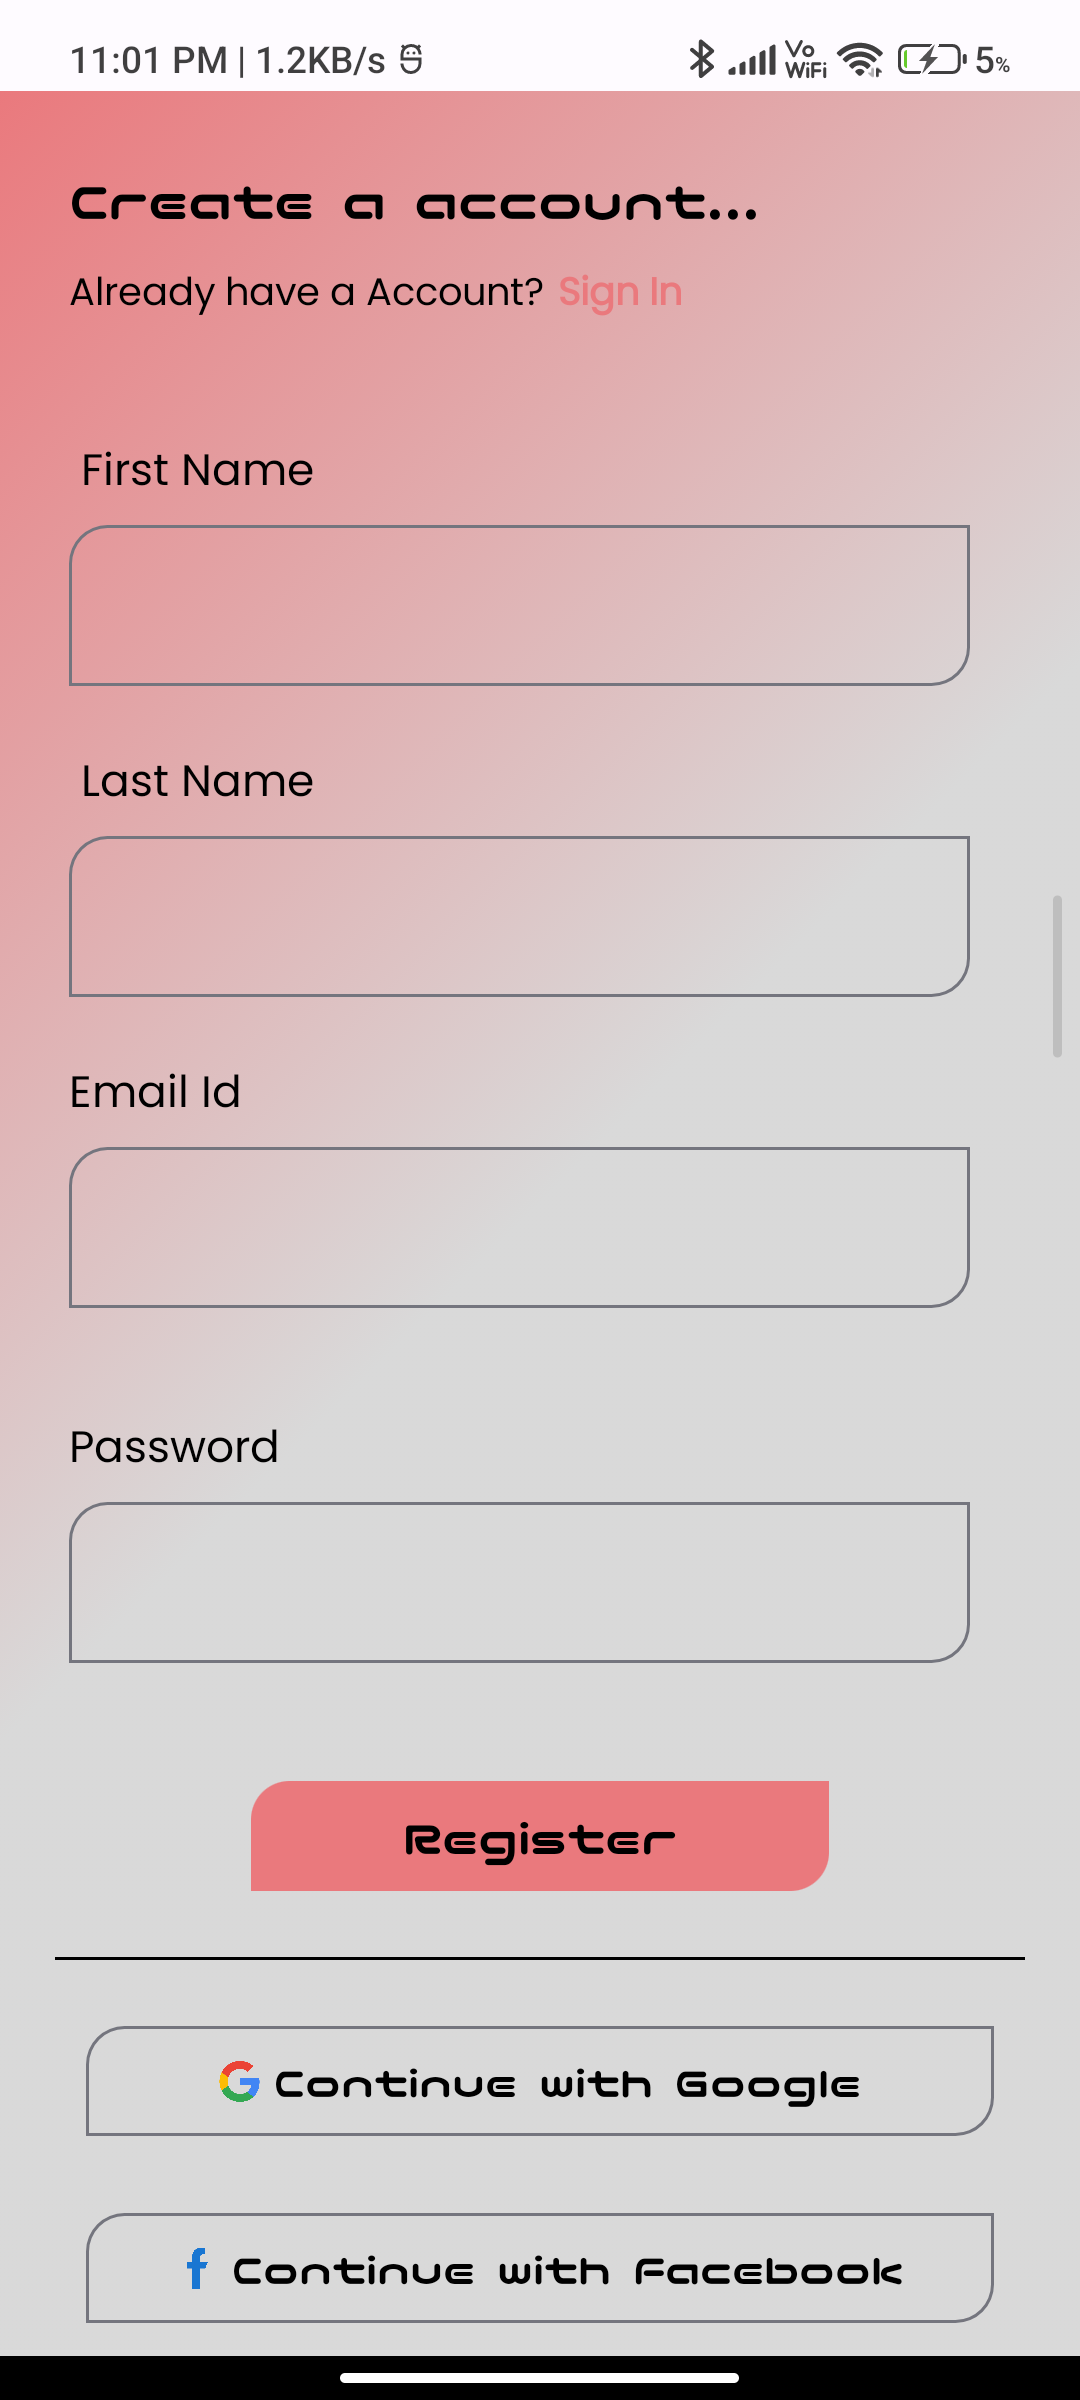 11:01 PM | 1.2KB/s
Vo WiFi 5%
Create a account...
Already have a Account? Sign In
First Name
Last Name
Email Id
Password
Register
Continue with Google
Continue with Facebook